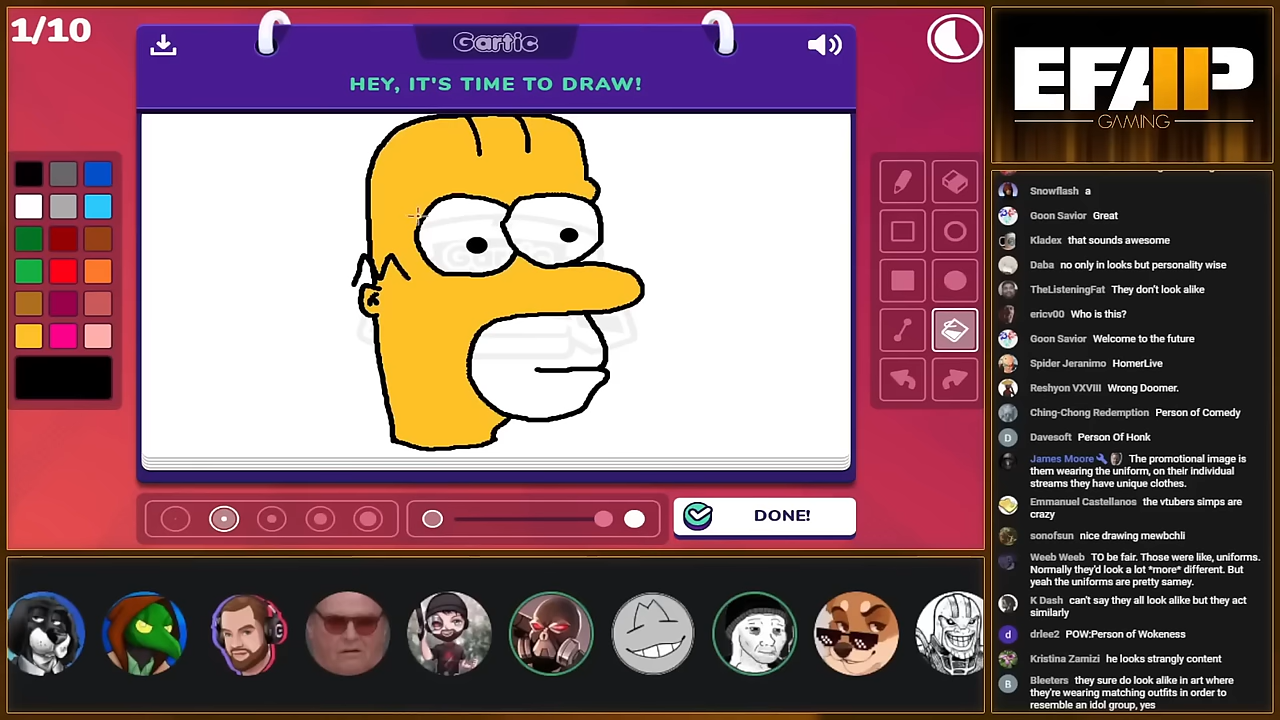 1/10
Gartic
HEY, IT'S TIME TO DRAW!
DONE!
EFAP
GAMING
Snowflash a
Goon Savior Great
Kladex that sounds awesome
Daba no only in looks but personality wise
TheListeningFat They don't look alike
ericv00 Who is this?
Goon Savior Welcome to the future
Spider Jeranimo HomerLive
Reshyon VXVIII Wrong Doomer.
Ching-Chong Redemption Person of Comedy
D
Davesoft Person Of Honk
James Moore The promotional image is
them wearing the uniform, on their individual
streams they have unique clothes.
Emmanuel Castellanos the vtubers simps are
crazy
sonofsun nice drawing mewbchli
Weeb Weeb TO be fair. Those were like, uniforms.
Normally they'd look a lot *more* different. But
yeah the uniforms are pretty samey.
K Dash can't say they all look alike but they act
similarly
d
drlee2 POW:Person of Wokeness
Kristina Zamizi he looks strangly content
B
Bleeters they sure do look alike in art where
they're wearing matching outfits in order to
resemble an idol group, yes